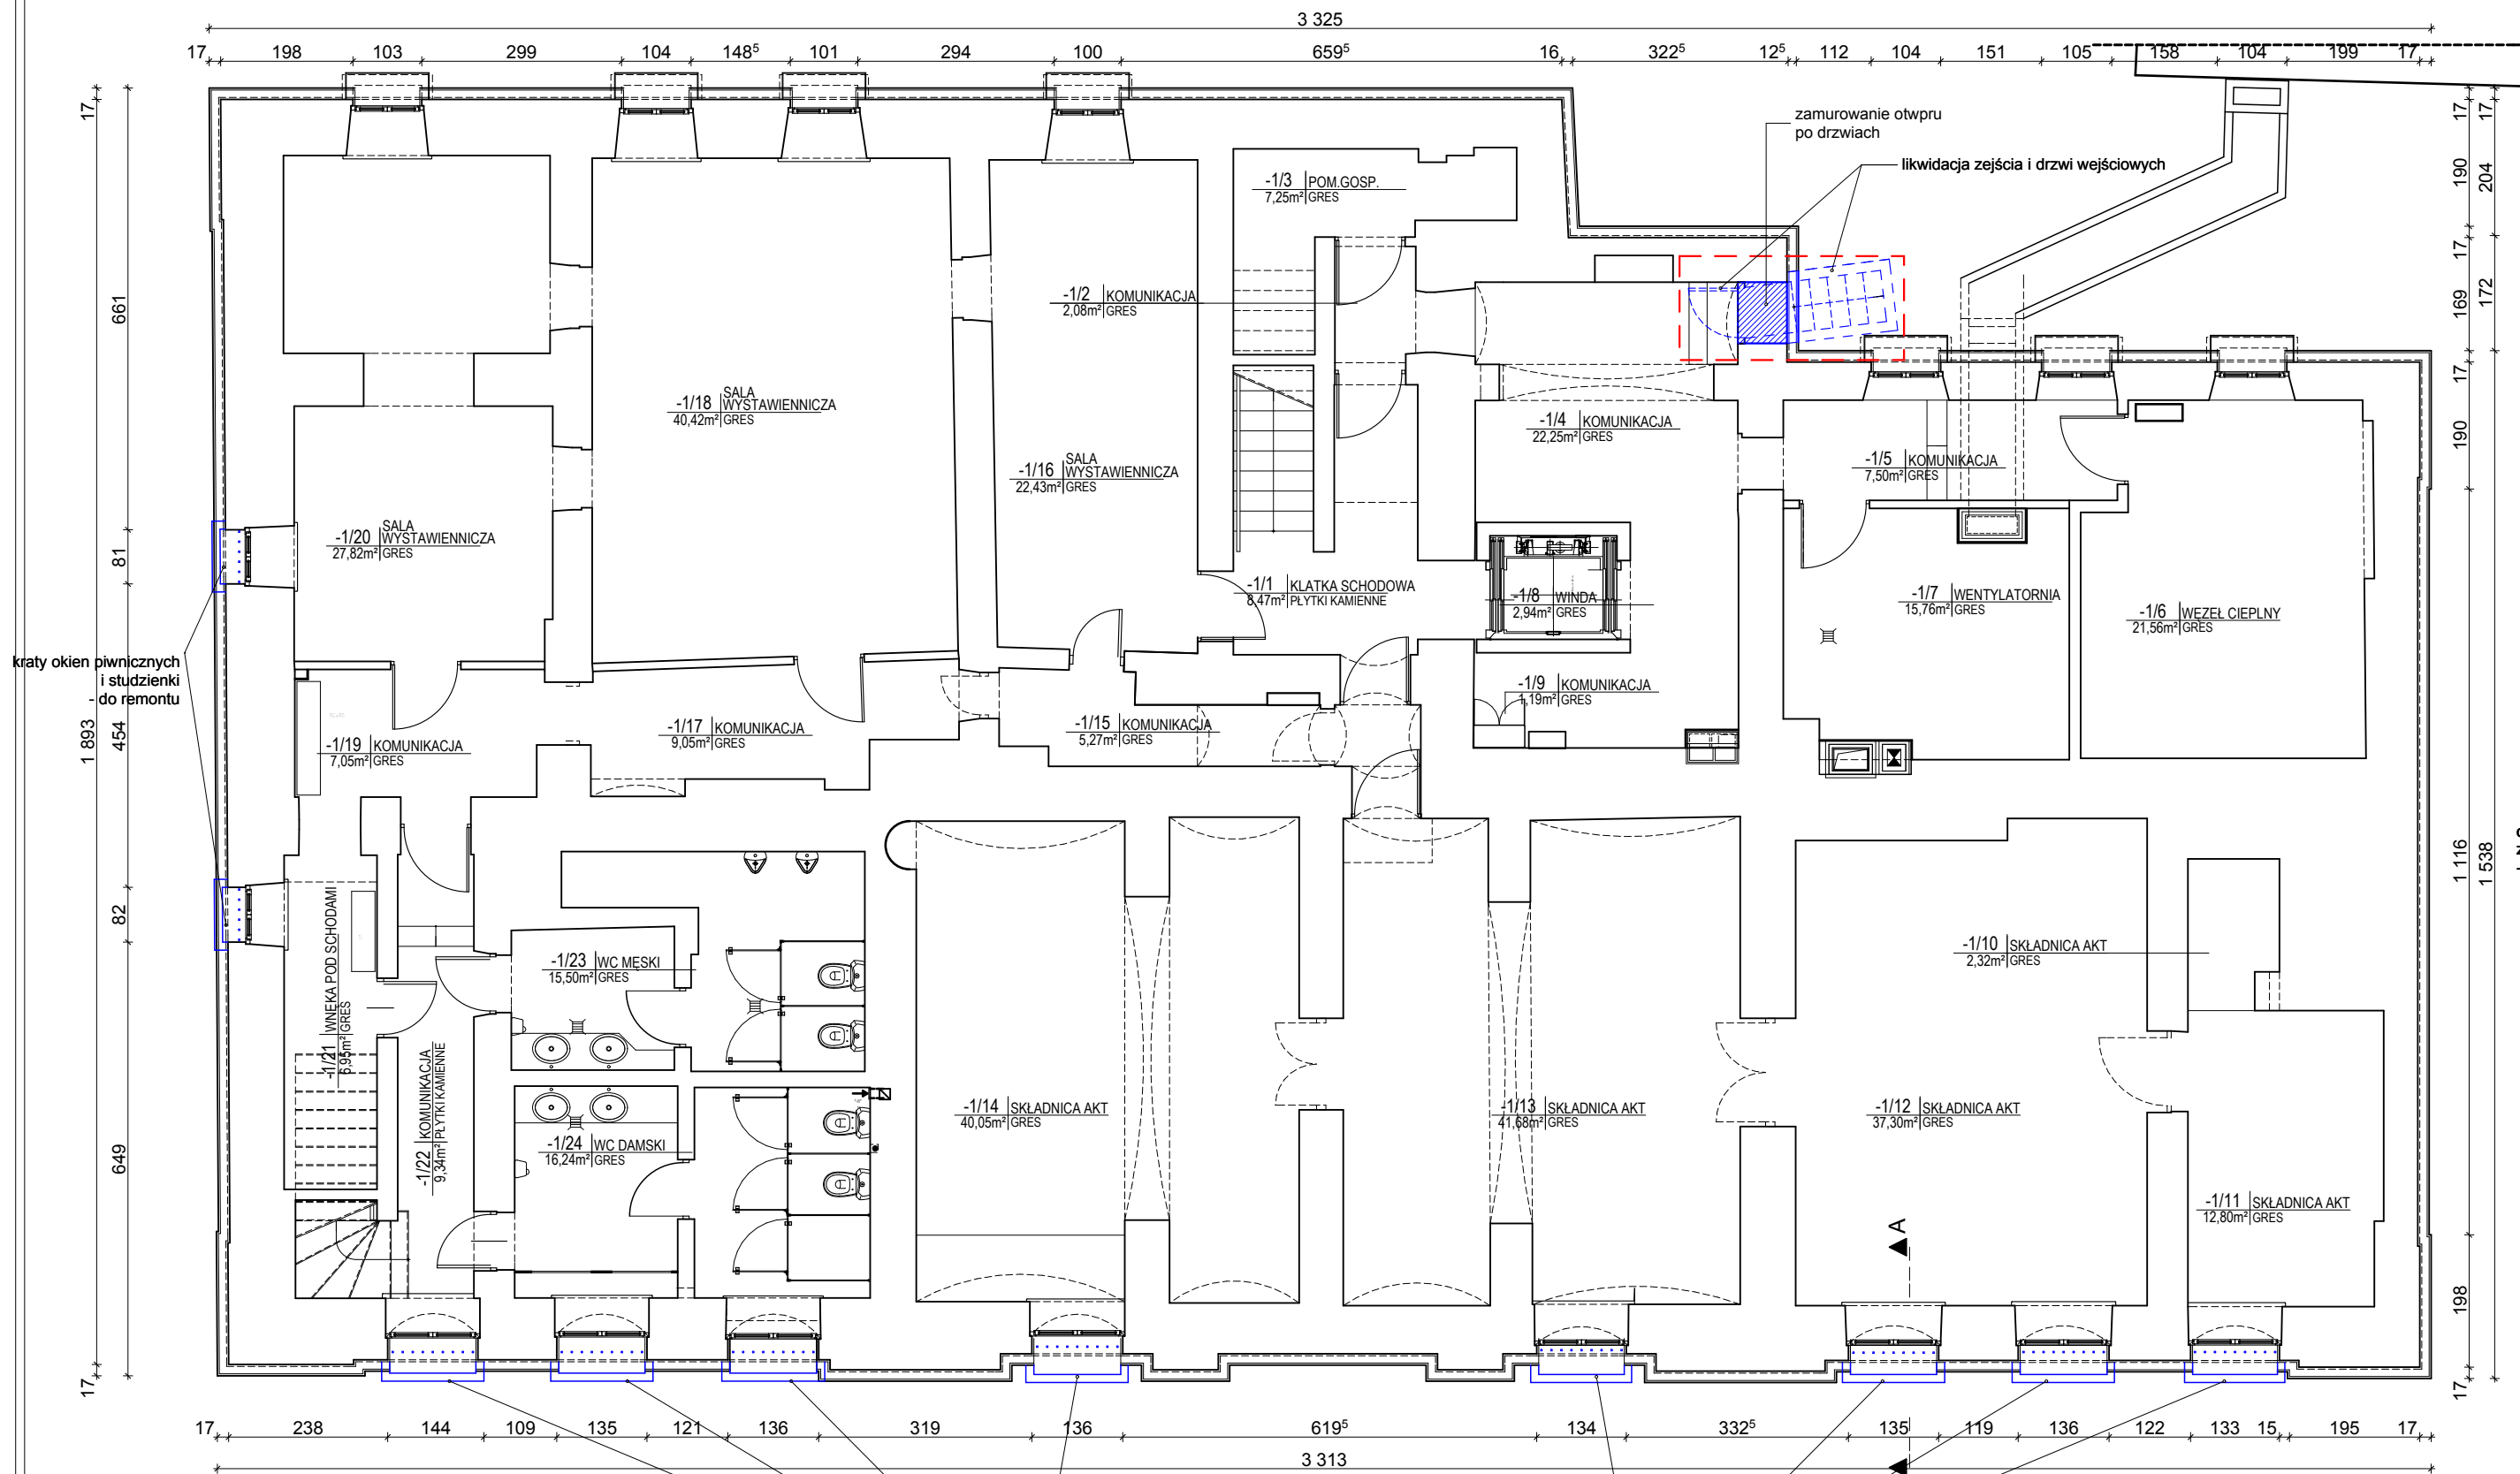 3 325
17 198 103 299 104 148⁵ 101 294 100 659⁵ 16 322⁵ 12⁵ 112 104 151 105 158 104 199 17
zamurowanie otwpru
po drzwiach
likwidacja zejścia i drzwi wejściowych
-1/3 POM.GOSP.
7,25m² GRES
-1/2 KOMUNIKACJA
2,08m² GRES
-1/18 SALA WYSTAWIENNICZA
40,42m² GRES
-1/4 KOMUNIKACJA
22,25m² GRES
-1/16 SALA WYSTAWIENNICZA
22,43m² GRES
-1/5 KOMUNIKACJA
7,50m² GRES
-1/20 SALA WYSTAWIENNICZA
27,82m² GRES
-1/1 KLATKA SCHODOWA
8,47m² PŁYTKI KAMIENNE
-1/8 WINDA
2,94m² GRES
-1/7 WENTYLATORNIA
15,76m² GRES
-1/6 WĘZEŁ CIEPLNY
21,56m² GRES
kraty okien piwnicznych
i studzienki
- do remontu
-1/9 KOMUNIKACJA
1,19m² GRES
-1/19 KOMUNIKACJA
7,05m² GRES
-1/17 KOMUNIKACJA
9,05m² GRES
-1/15 KOMUNIKACJA
5,27m² GRES
-1/21 WNĘKA POD SCHODAMI
6,95m² GRES
-1/22 KOMUNIKACJA
9,34m² PŁYTKI KAMIENNE
-1/23 WC MĘSKI
15,50m² GRES
-1/24 WC DAMSKI
16,24m² GRES
-1/14 SKŁADNICA AKT
40,05m² GRES
-1/13 SKŁADNICA AKT
41,68m² GRES
-1/12 SKŁADNICA AKT
37,30m² GRES
-1/10 SKŁADNICA AKT
2,32m² GRES
-1/11 SKŁADNICA AKT
12,80m² GRES
A
17 661 81 454 82 649 17
1 893
17 190 17 169 17 190 1 116 198 17
17 204 172 1 538
17 238 144 109 135 121 136 319 136 619⁵ 134 332⁵ 135 119 136 122 133 15 195 17
3 313